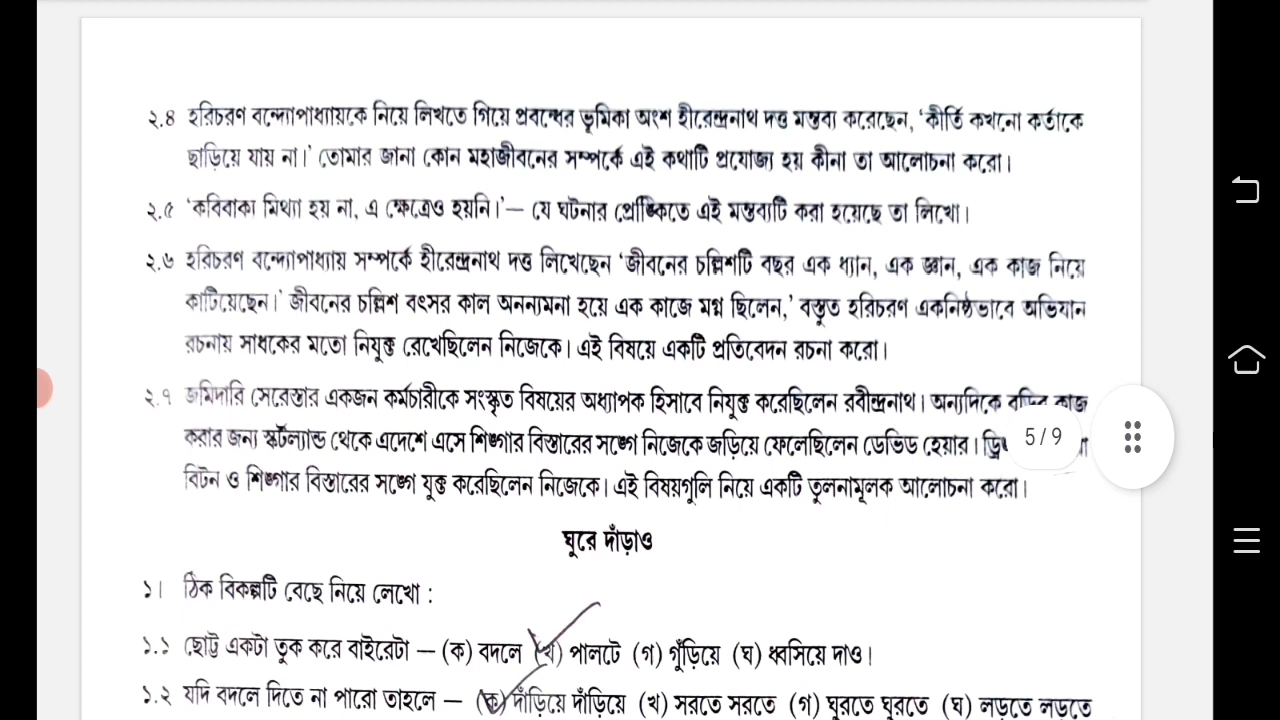 ২.৪ হরিচরণ বন্দ্যোপাধ্যায়কে নিয়ে লিখতে গিয়ে প্রবন্ধের ভূমিকা অংশ হীরেন্দ্রনাথ দত্ত মন্তব্য করেছেন, 'কীর্তি কখনো কর্তাকে
ছাড়িয়ে যায় না।' তোমার জানা কোন মহাজীবনের সম্পর্কে এই কথাটি প্রযোজ্য হয় কীনা তা আলোচনা করো।
২.৫ 'কবিবাক্য মিথ্যা হয় না, এ ক্ষেত্রেও হয়নি।'— যে ঘটনার প্রেক্ষিতে এই মন্তব্যটি করা হয়েছে তা লিখো।
২.৬ হরিচরণ বন্দ্যোপাধ্যায় সম্পর্কে হীরেন্দ্রনাথ দত্ত লিখেছেন 'জীবনের চল্লিশটি বছর এক ধ্যান, এক জ্ঞান, এক কাজ নিয়ে
কাটিয়েছেন।' জীবনের চল্লিশ বৎসর কাল অনন্যমনা হয়ে এক কাজে মগ্ন ছিলেন,' বস্তুত হরিচরণ একনিষ্ঠভাবে অভিযান
রচনায় সাধকের মতো নিযুক্ত রেখেছিলেন নিজেকে। এই বিষয়ে একটি প্রতিবেদন রচনা করো।
২.৭ জমিদারি সেরেস্তার একজন কর্মচারীকে সংস্কৃত বিষয়ের অধ্যাপক হিসাবে নিযুক্ত করেছিলেন রবীন্দ্রনাথ। অন্যদিকে কাজ
করার জন্য স্কটল্যান্ড থেকে এদেশে এসে শিক্ষার বিস্তারের সঙ্গে নিজেকে জড়িয়ে ফেলেছিলেন ডেভিড হেয়ার।
বিটন ও শিক্ষার বিস্তারের সঙ্গে যুক্ত করেছিলেন নিজেকে। এই বিষয়গুলি নিয়ে একটি তুলনামূলক আলোচনা করো।
5/9
ঘুরে দাঁড়াও
১। ঠিক বিকল্পটি বেছে নিয়ে লেখো :
১.১ ছোট্ট একটা তুক করে বাইরেটা — (ক) বদলে (খ) পালটে (গ) গুঁড়িয়ে (ঘ) ধ্বসিয়ে দাও।
১.২ যদি বদলে দিতে না পারো তাহলে — (ক) দাঁড়িয়ে দাঁড়িয়ে (খ) সরতে সরতে (গ) ঘুরতে ঘুরতে (ঘ) লড়তে লড়তে